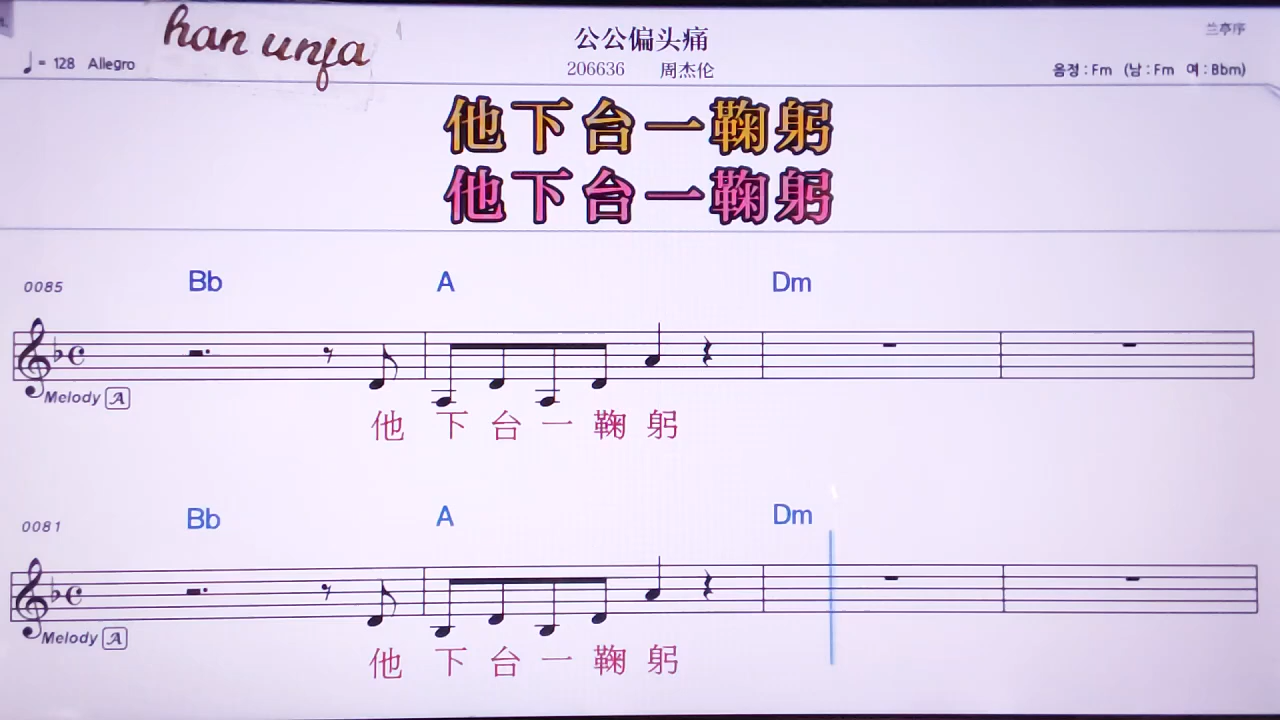 han unfa
公公偏头痛
兰亭序
♩= 128 Allegro
206636 周杰伦
음정 : Fm (남 : Fm 여 : Bbm)
他下台一鞠躬
他下台一鞠躬
0085 Bb A Dm
Melody A
他 下 台 一 鞠 躬
0081 Bb A Dm
Melody A
他 下 台 一 鞠 躬